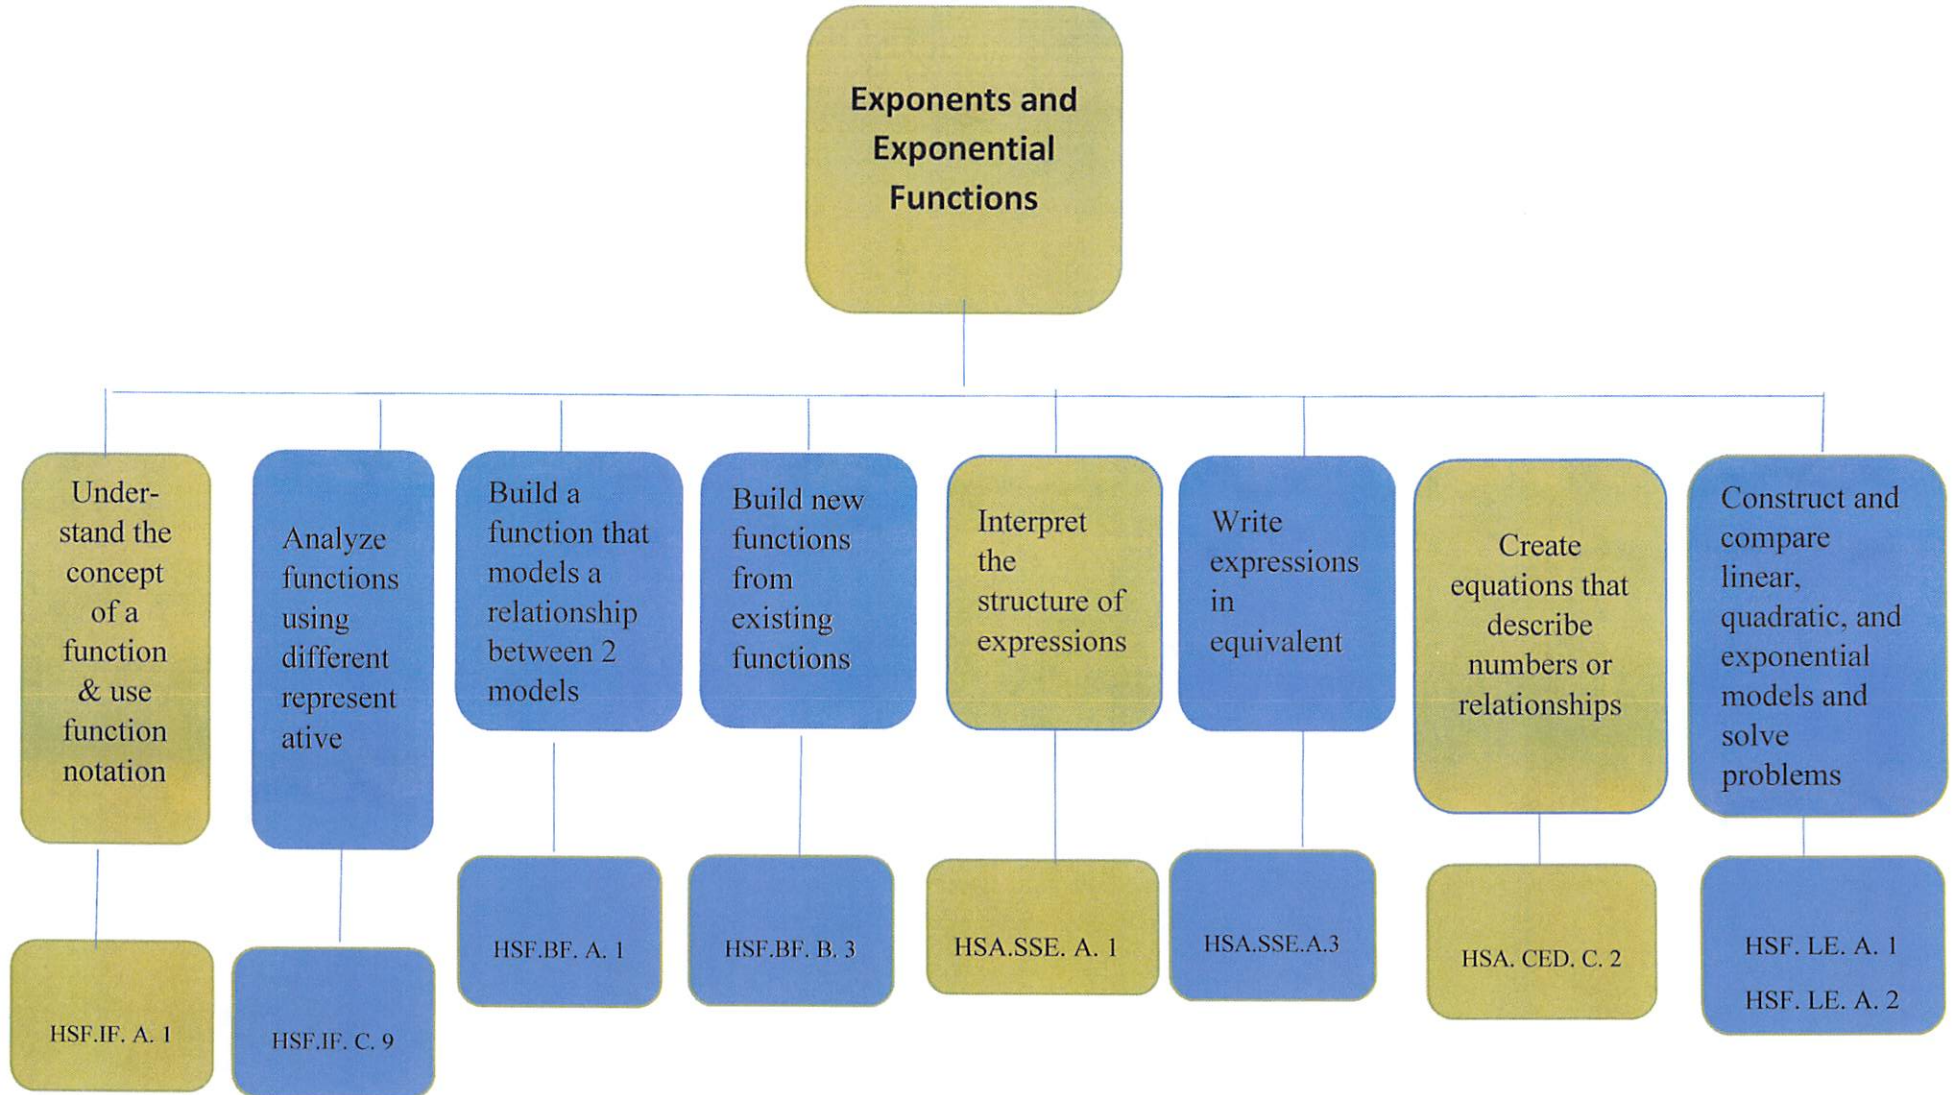 Exponents and
Exponential
Functions
Under-
stand the
concept
of a
function
& use
function
notation
Analyze
functions
using
different
represent
ative
Build a
function that
models a
relationship
between 2
models
Build new
functions
from
existing
functions
Interpret
the
structure of
expressions
Write
expressions
in
equivalent
Create
equations that
describe
numbers or
relationships
Construct and
compare
linear,
quadratic, and
exponential
models and
solve
problems
HSF.IF. A. 1
HSF.IF. C. 9
HSF.BF. A. 1
HSF.BF. B. 3
HSA.SSE. A. 1
HSA.SSE.A.3
HSA. CED. C. 2
HSF. LE. A. 1
HSF. LE. A. 2